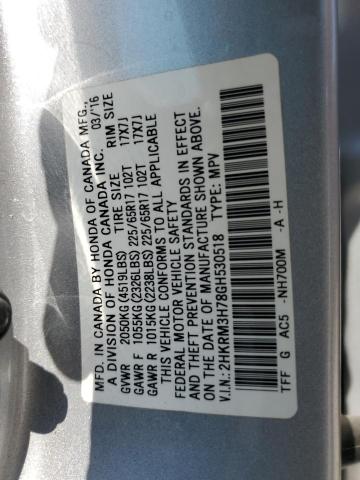 MFD. IN CANADA BY HONDA OF CANADA MFG.,
A DIVISION OF HONDA CANADA INC. 03/'16
TIRE SIZE RIM SIZE
GVWR 2050KG (4519LBS)
GAWR F 1055KG (2326LBS) 225/65R17 102T 17X7J
GAWR R 1015KG (2238LBS) 225/65R17 102T 17X7J
THIS VEHICLE CONFORMS TO ALL APPLICABLE
FEDERAL MOTOR VEHICLE SAFETY
AND THEFT PREVENTION STANDARDS IN EFFECT
ON THE DATE OF MANUFACTURE SHOWN ABOVE.
V.I.N.: 2HKRM3H78GH530518 TYPE: MPV
TFF G AC5 -NH700M -A -H